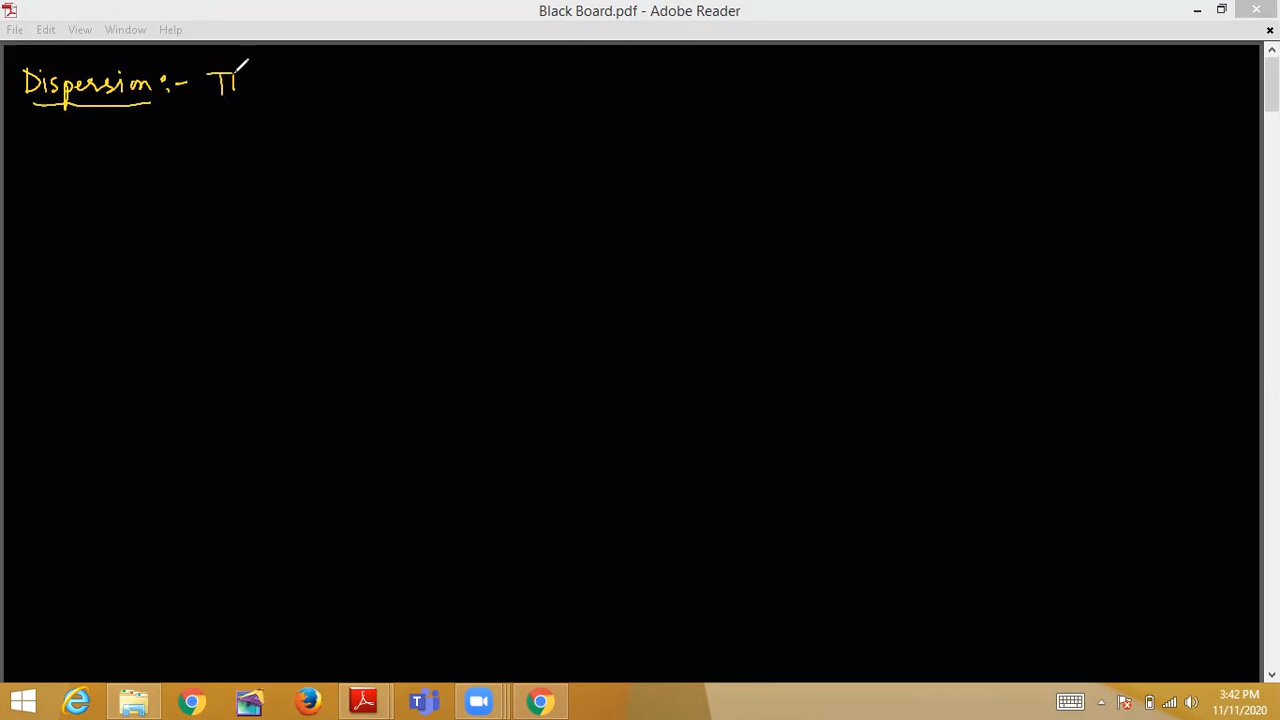 Black Board.pdf - Adobe Reader
File Edit View Window Help
Dispersion :-
3:42 PM
11/11/2020